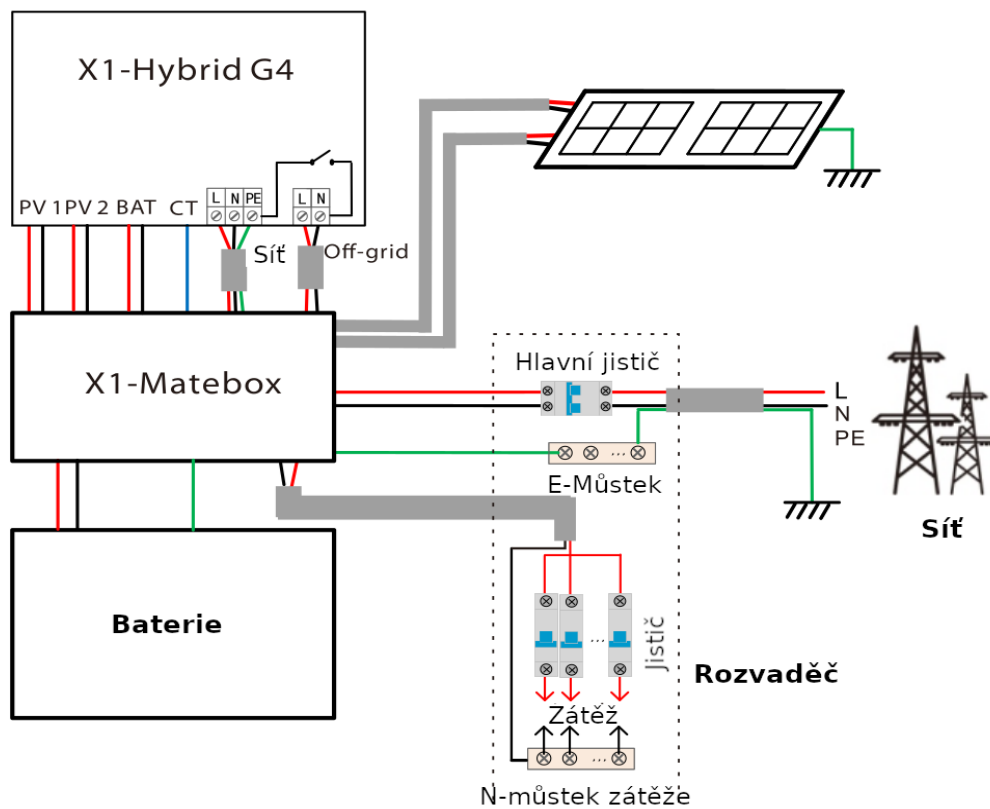 X1-Hybrid G4
PV 1 PV 2 BAT CT
L N PE
L N
Síť
Off-grid
X1-Matebox
Hlavní jistič
L
N
PE
E-Můstek
...
Síť
Baterie
Jistič
...
Rozvaděč
Zátěž
...
N-můstek zátěže